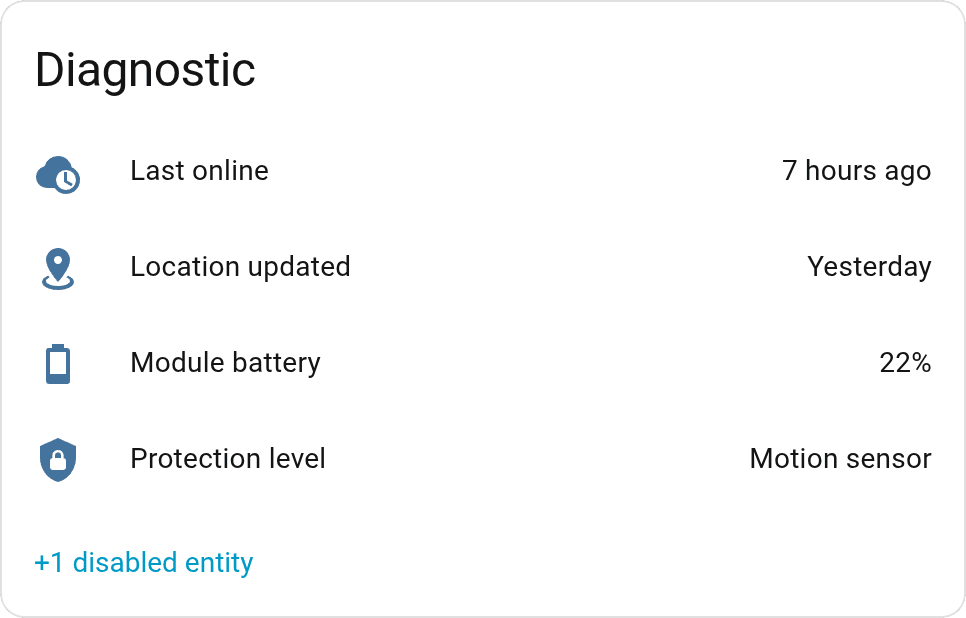 Diagnostic
Last online 7 hours ago
Location updated Yesterday
Module battery 22%
Protection level Motion sensor
+1 disabled entity